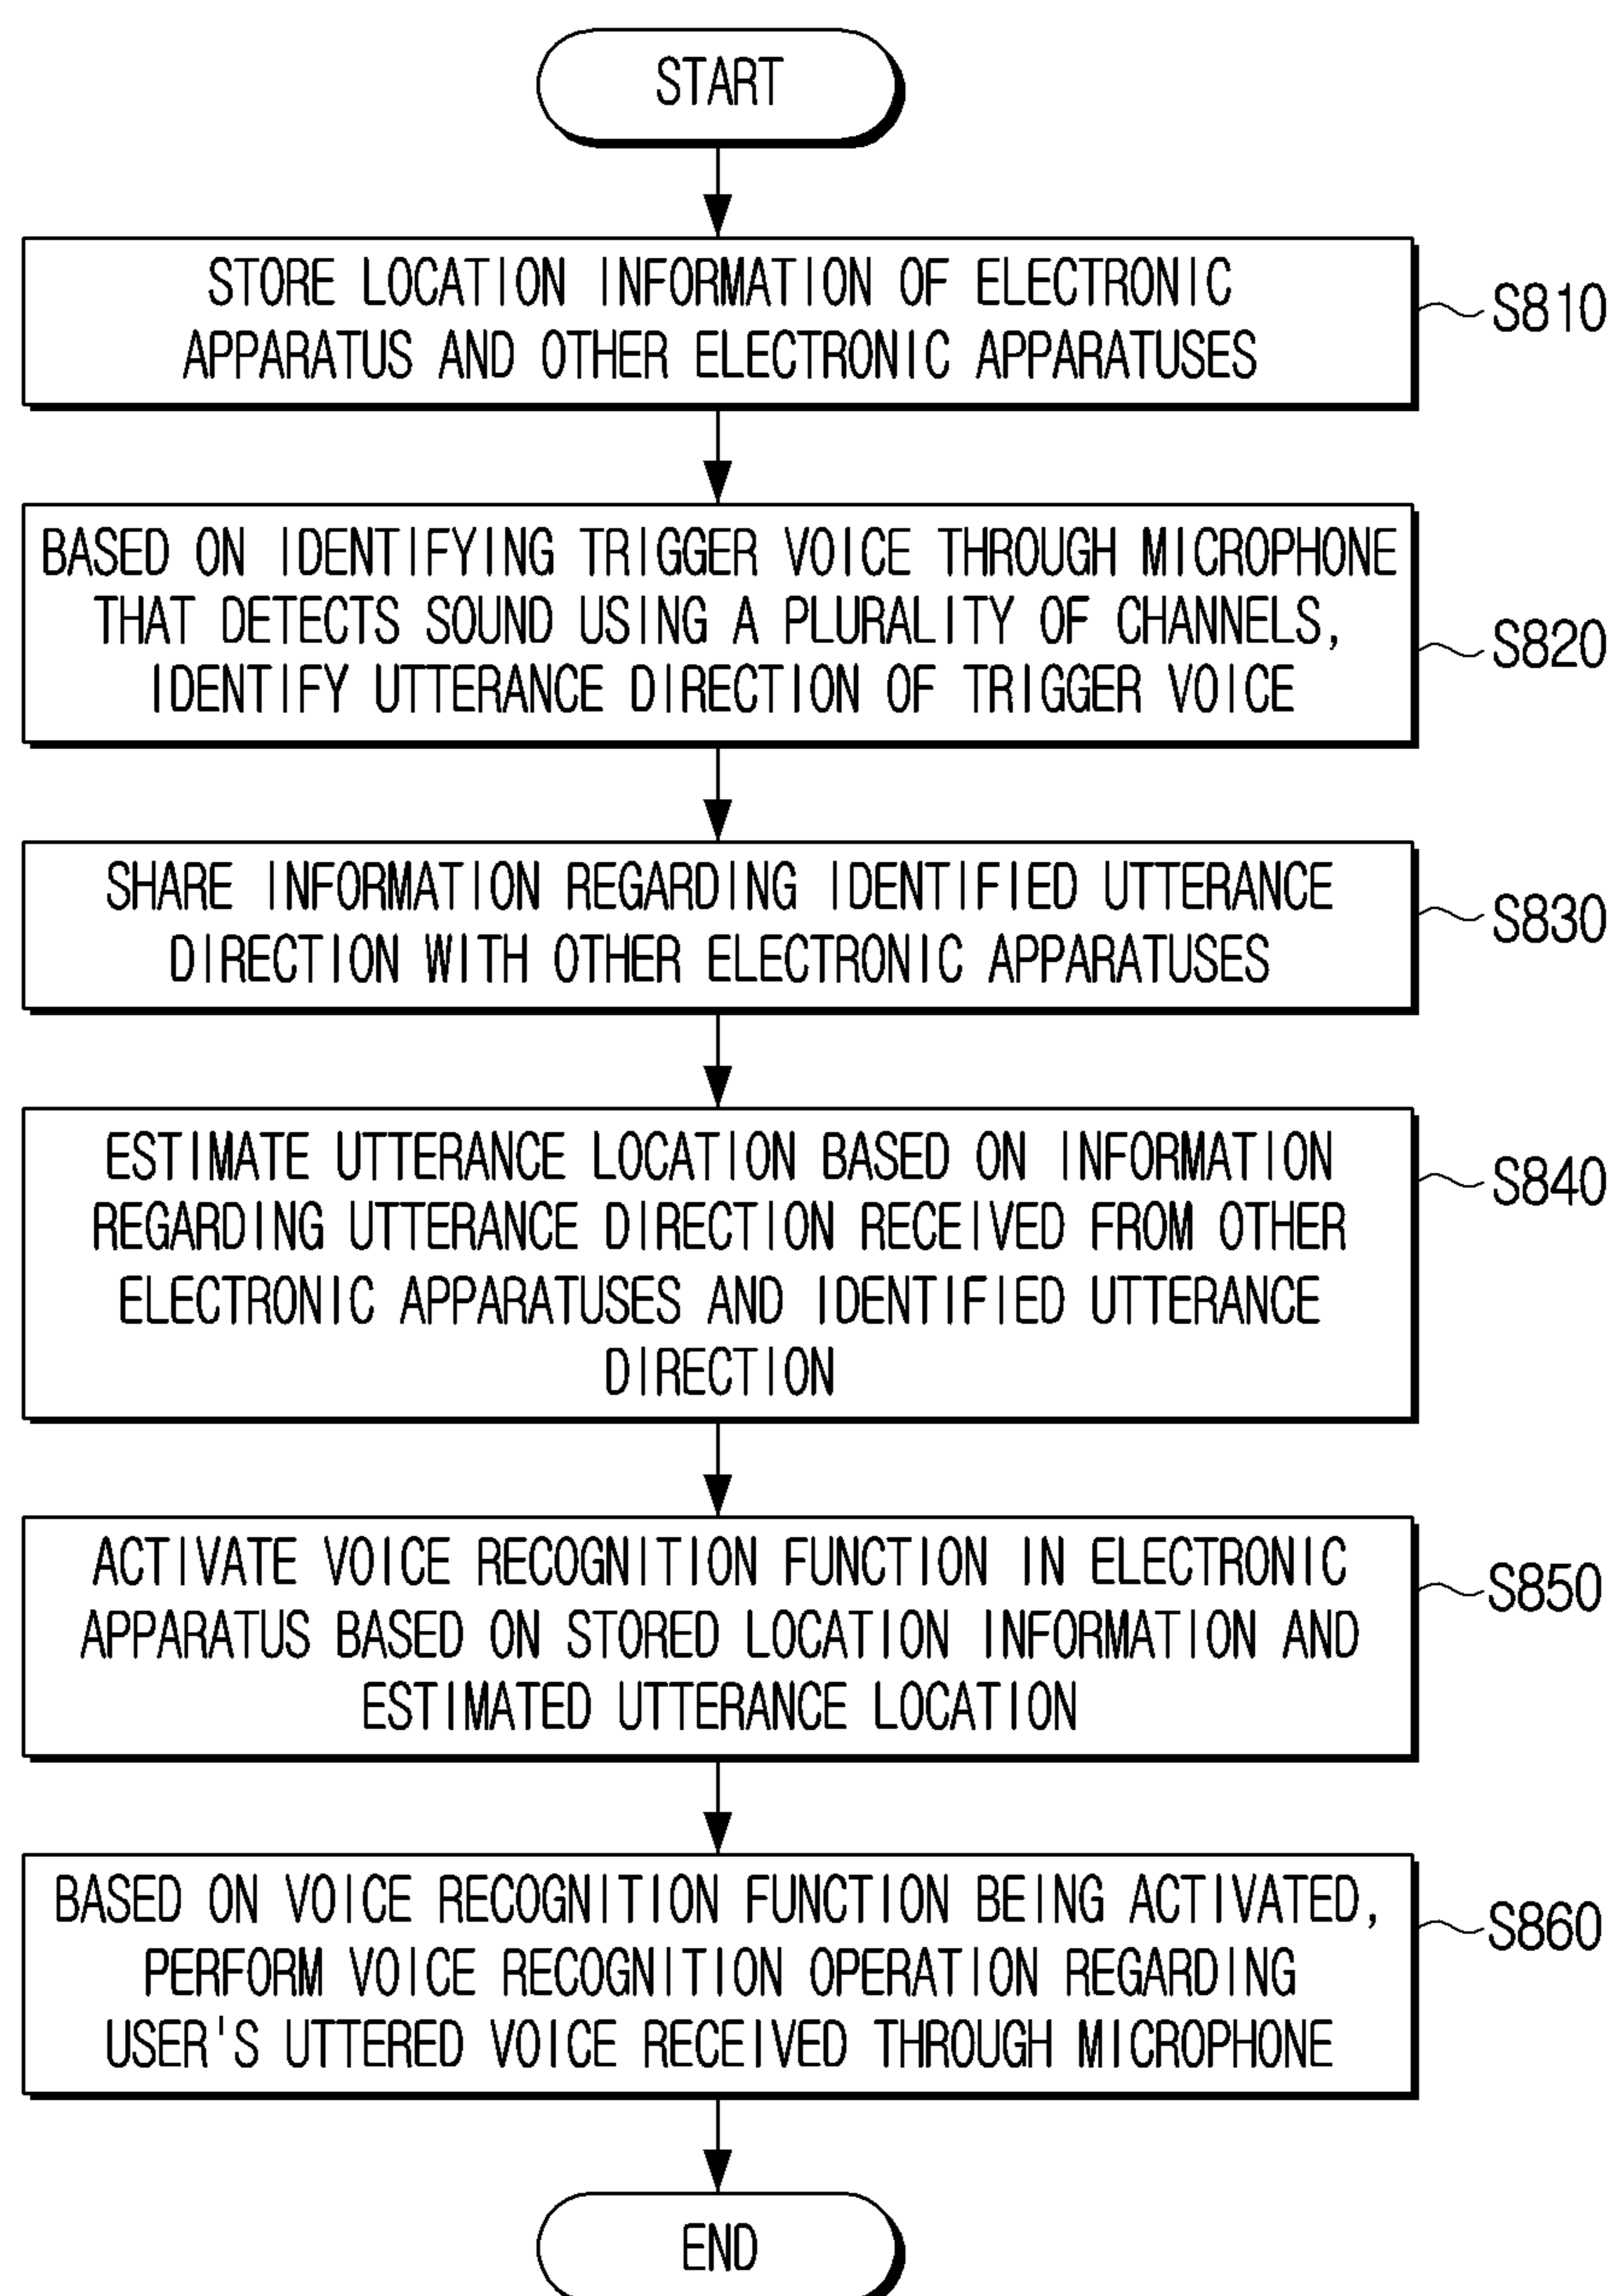 START
STORE LOCATION INFORMATION OF ELECTRONIC
APPARATUS AND OTHER ELECTRONIC APPARATUSES
S810
BASED ON IDENTIFYING TRIGGER VOICE THROUGH MICROPHONE
THAT DETECTS SOUND USING A PLURALITY OF CHANNELS,
IDENTIFY UTTERANCE DIRECTION OF TRIGGER VOICE
S820
SHARE INFORMATION REGARDING IDENTIFIED UTTERANCE
DIRECTION WITH OTHER ELECTRONIC APPARATUSES
S830
ESTIMATE UTTERANCE LOCATION BASED ON INFORMATION
REGARDING UTTERANCE DIRECTION RECEIVED FROM OTHER
ELECTRONIC APPARATUSES AND IDENTIFIED UTTERANCE
DIRECTION
S840
ACTIVATE VOICE RECOGNITION FUNCTION IN ELECTRONIC
APPARATUS BASED ON STORED LOCATION INFORMATION AND
ESTIMATED UTTERANCE LOCATION
S850
BASED ON VOICE RECOGNITION FUNCTION BEING ACTIVATED,
PERFORM VOICE RECOGNITION OPERATION REGARDING
USER'S UTTERED VOICE RECEIVED THROUGH MICROPHONE
S860
END